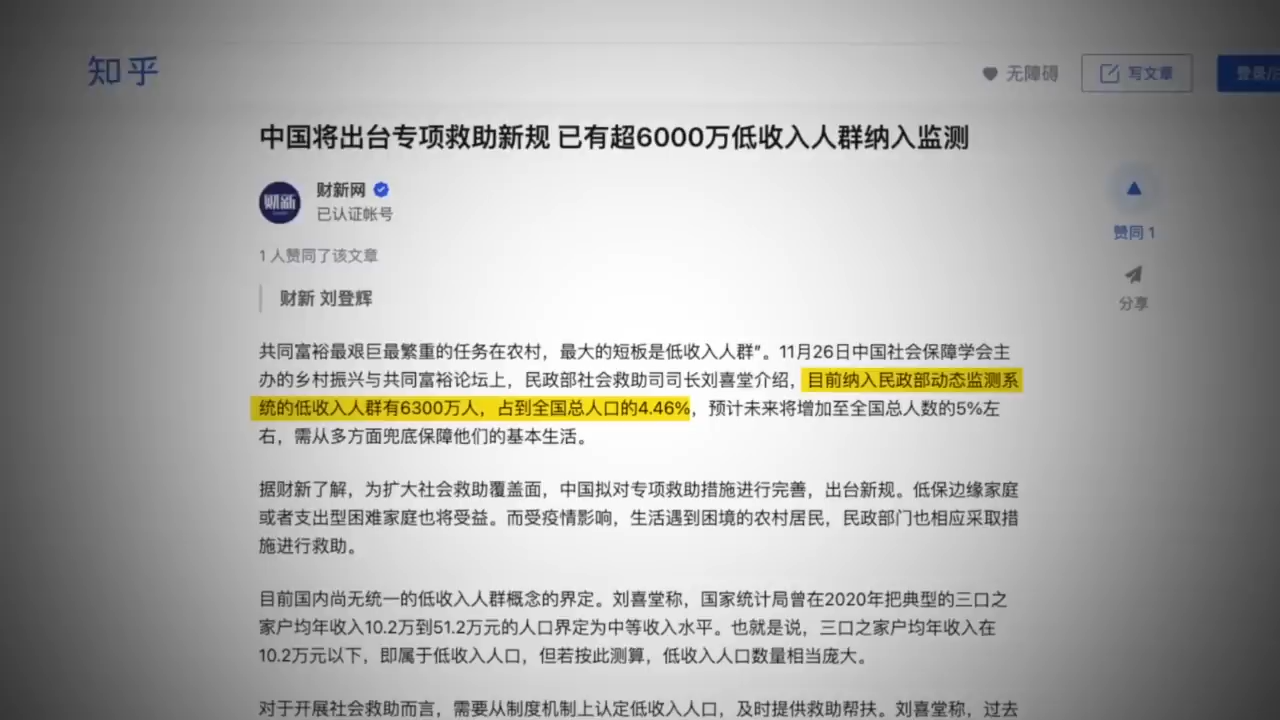 知乎
无障碍
写文章
登录/注
中国将出台专项救助新规 已有超6000万低收入人群纳入监测
财新
财新网
已认证帐号
1 人赞同了该文章
财新 刘登辉
赞同 1
分享
共同富裕最艰巨最繁重的任务在农村，最大的短板是低收入人群”。11月26日中国社会保障学会主
办的乡村振兴与共同富裕论坛上，民政部社会救助司司长刘喜堂介绍，目前纳入民政部动态监测系
统的低收入人群有6300万人，占到全国总人口的4.46%，预计未来将增加至全国总人数的5%左
右，需从多方面兜底保障他们的基本生活。
据财新了解，为扩大社会救助覆盖面，中国拟对专项救助措施进行完善，出台新规。低保边缘家庭
或者支出型困难家庭也将受益。而受疫情影响，生活遇到困境的农村居民，民政部门也相应采取措
施进行救助。
目前国内尚无统一的低收入人群概念的界定。刘喜堂称，国家统计局曾在2020年把典型的三口之
家户均年收入10.2万到51.2万元的人口界定为中等收入水平。也就是说，三口之家户均年收入在
10.2万元以下，即属于低收入人口，但若按此测算，低收入人口数量相当庞大。
对于开展社会救助而言，需要从制度机制上认定低收入人口，及时提供救助帮扶。刘喜堂称，过去